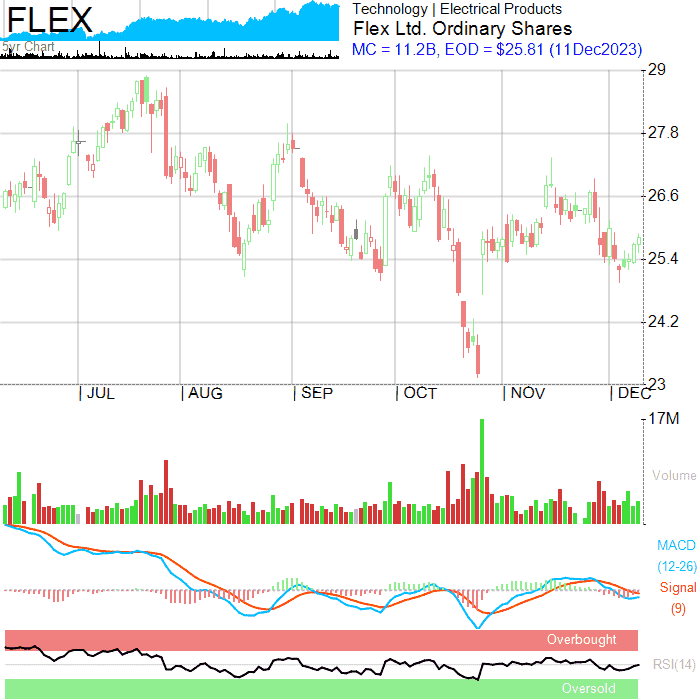 FLEX
5yr Chart
Technology | Electrical Products
Flex Ltd. Ordinary Shares
MC = 11.2B, EOD = $25.81 (11Dec2023)
29
27.8
26.6
25.4
24.2
23
| JUL | AUG | SEP | OCT | NOV | DEC
17M
Volume
MACD
(12-26)
Signal
(9)
Overbought
RSI(14)
Oversold